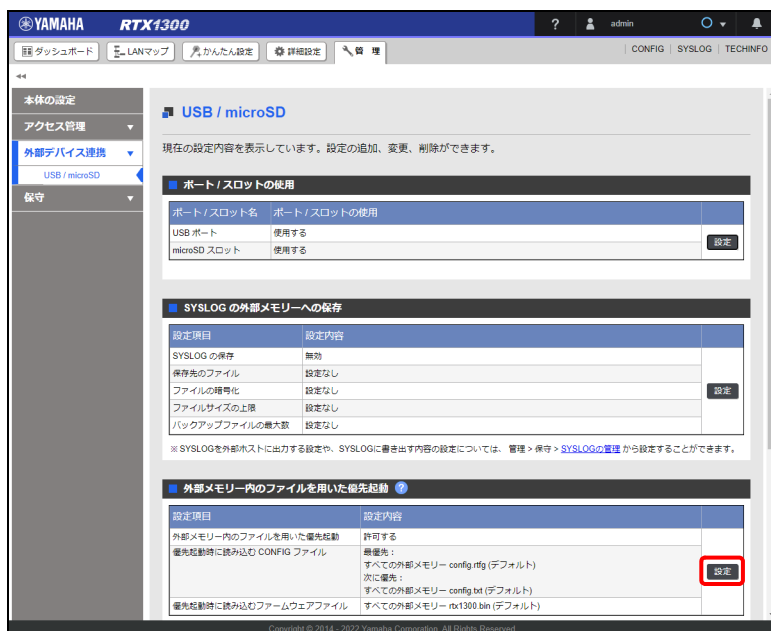 YAMAHA RTX1300 ? admin
ダッシュボード LANマップ かんたん設定 詳細設定 管 理 CONFIG SYSLOG TECHINFO
本体の設定
アクセス管理
外部デバイス連携
USB / microSD
保守
USB / microSD
現在の設定内容を表示しています。設定の追加、変更、削除ができます。
ポート / スロットの使用
ポート / スロット名 ポート / スロットの使用
USB ポート 使用する
microSD スロット 使用する
設定
SYSLOG の外部メモリーへの保存
設定項目 設定内容
SYSLOG の保存 無効
保存先のファイル 設定なし
ファイルの暗号化 設定なし
ファイルサイズの上限 設定なし
バックアップファイルの最大数 設定なし
設定
※ SYSLOGを外部ホストに出力する設定や、SYSLOGに書き出す内容の設定については、 管理 > 保守 > SYSLOGの管理 から設定することができます。
外部メモリー内のファイルを用いた優先起動 ?
設定項目 設定内容
外部メモリー内のファイルを用いた優先起動 許可する
優先起動時に読み込む CONFIG ファイル 最優先：
すべての外部メモリー config.rtfg (デフォルト)
次に優先：
すべての外部メモリー config.txt (デフォルト)
設定
優先起動時に読み込むファームウェアファイル すべての外部メモリー rtx1300.bin (デフォルト)
Copyright © 2014 - 2022 Yamaha Corporation. All Rights Reserved.